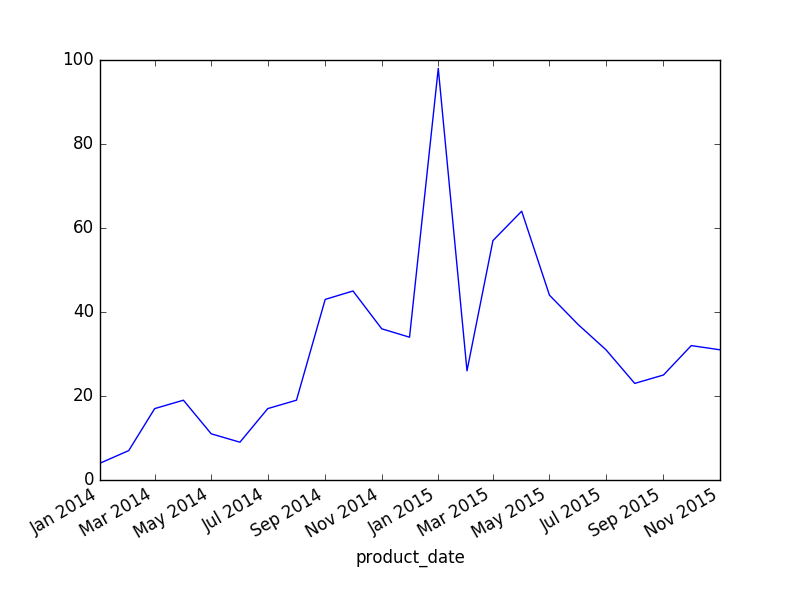 100
80
60
40
20
0
Jan 2014
Mar 2014
May 2014
Jul 2014
Sep 2014
Nov 2014
Jan 2015
Mar 2015
May 2015
Jul 2015
Sep 2015
Nov 2015
product_date